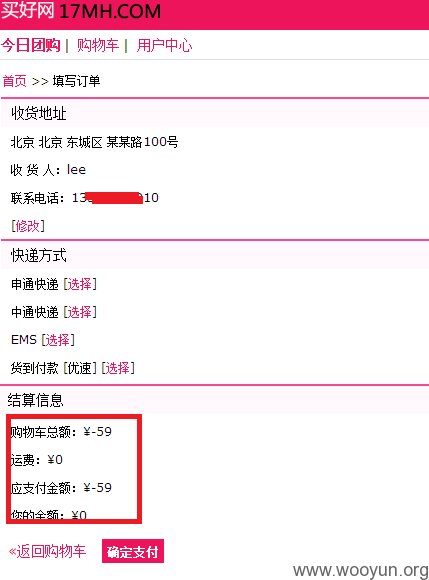 买好网 17MH.COM
今日团购 | 购物车 | 用户中心
首页 >> 填写订单
收货地址
北京 北京 东城区 某某路100号
收 货 人：lee
联系电话：13 10
[修改]
快递方式
申通快递 [选择]
中通快递 [选择]
EMS [选择]
货到付款 [优速] [选择]
结算信息
购物车总额：¥-59
运费：¥0
应支付金额：¥-59
您的余额：¥0
«返回购物车 确定支付
www.wooyun.org